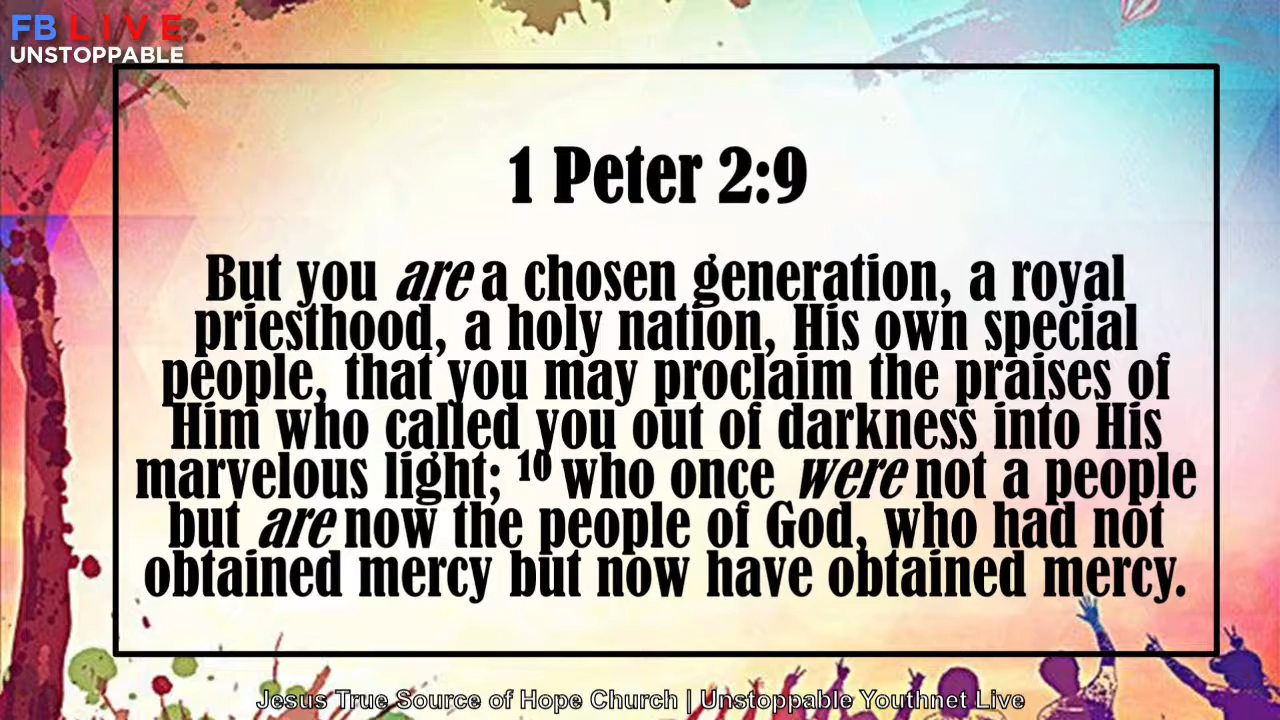 FB LIVE
UNSTOPPABLE
1 Peter 2:9
But you are a chosen generation, a royal
priesthood, a holy nation, His own special
people, that you may proclaim the praises of
Him who called you out of darkness into His
marvelous light; ¹⁰ who once were not a people
but are now the people of God, who had not
obtained mercy but now have obtained mercy.
Jesus True Source of Hope Church | Unstoppable Youthnet Live